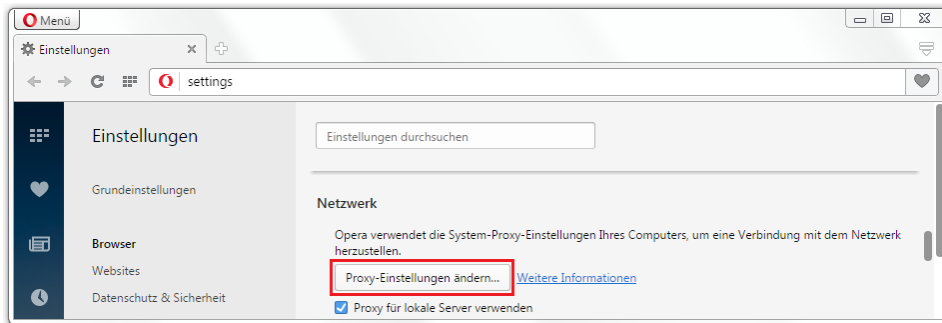 Menü
Einstellungen
settings
Einstellungen
Grundeinstellungen
Browser
Websites
Datenschutz & Sicherheit
Einstellungen durchsuchen
Netzwerk
Opera verwendet die System-Proxy-Einstellungen Ihres Computers, um eine Verbindung mit dem Netzwerk
herzustellen.
Proxy-Einstellungen ändern... Weitere Informationen
Proxy für lokale Server verwenden